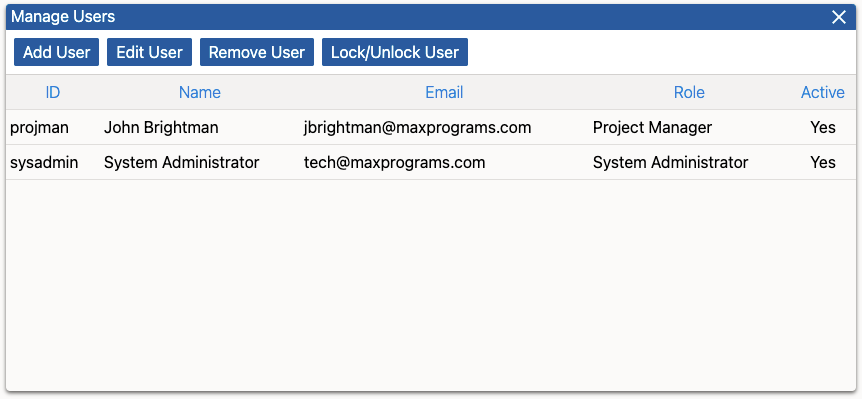 Manage Users
Add User Edit User Remove User Lock/Unlock User
ID Name Email Role Active
projman John Brightman jbrightman@maxprograms.com Project Manager Yes
sysadmin System Administrator tech@maxprograms.com System Administrator Yes